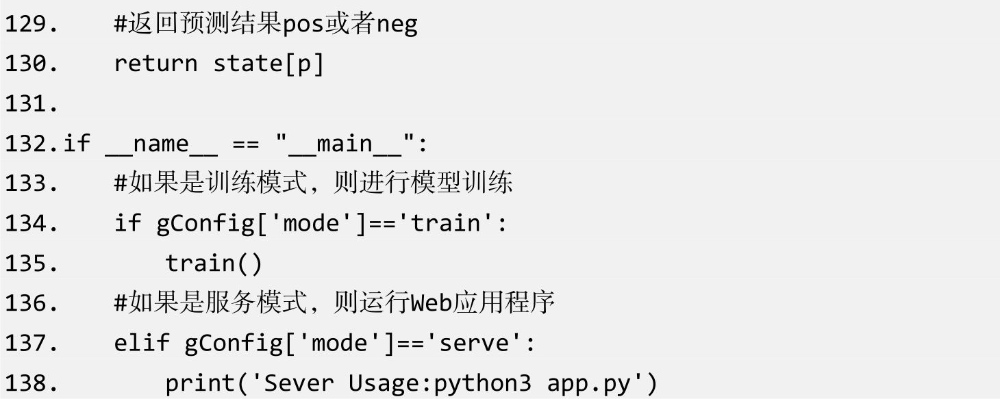 129.    #返回预测结果pos或者neg
130.    return state[p]
131.
132.if __name__ == "__main__":
133.    #如果是训练模式，则进行模型训练
134.    if gConfig['mode']=='train':
135.        train()
136.    #如果是服务模式，则运行Web应用程序
137.    elif gConfig['mode']=='serve':
138.        print('Sever Usage:python3 app.py')